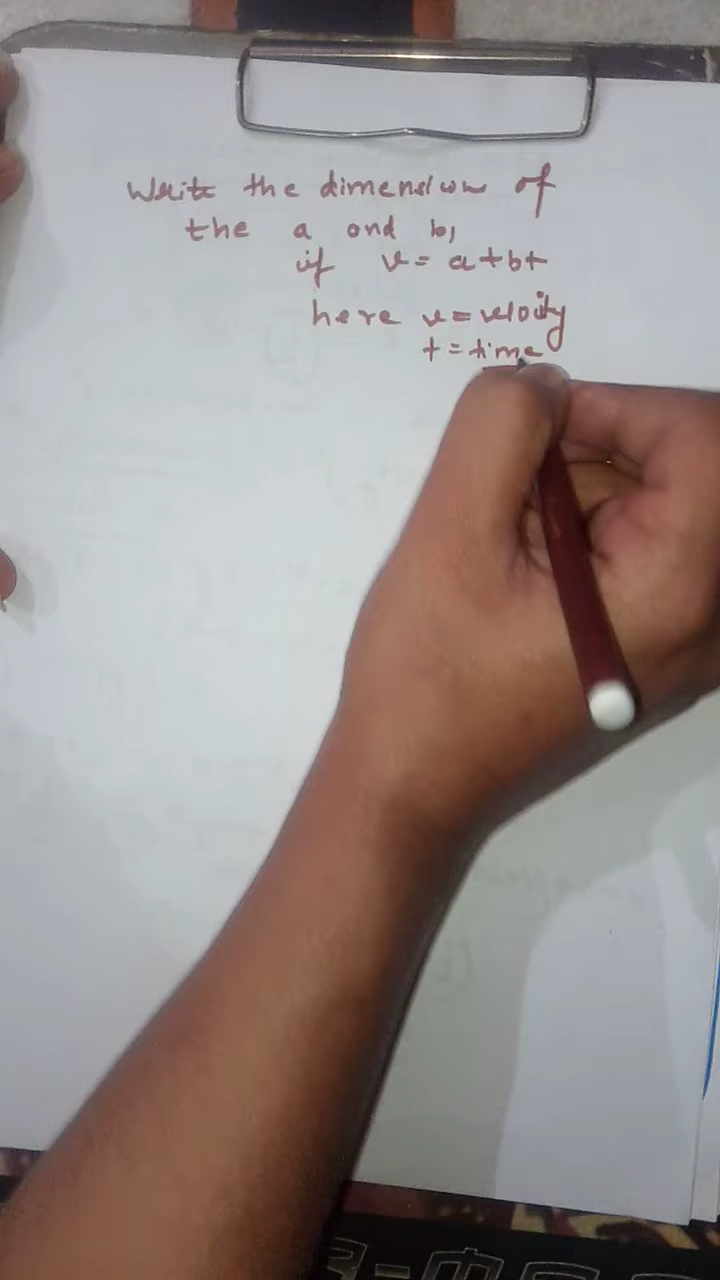 Write the dimension of
the a and b,
if v = a + bt
here v = velocity
t = time